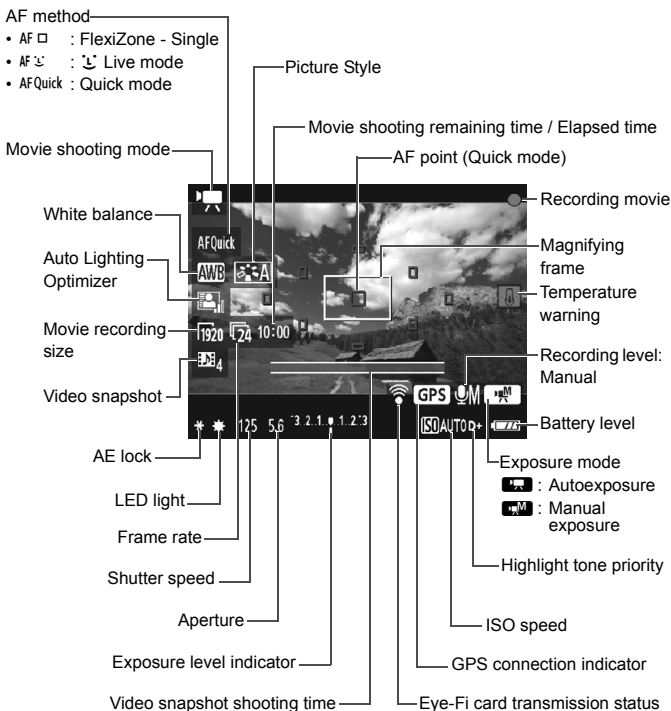 AF method
• AF □ : FlexiZone - Single
• AF : Live mode
• AFQuick : Quick mode
Picture Style
Movie shooting remaining time / Elapsed time
AF point (Quick mode)
Movie shooting mode
Recording movie
White balance
AFQuick
Magnifying
frame
Auto Lighting
Optimizer
AWB
A
Temperature
warning
Movie recording
size
1920
24
10:00
Recording level:
Manual
Video snapshot
4
GPS
M
M
125
5.6
3..2..1..▮..1..2..3
ISO AUTO D+
Battery level
AE lock
Exposure mode
: Autoexposure
M : Manual
exposure
LED light
Frame rate
Shutter speed
Highlight tone priority
Aperture
ISO speed
Exposure level indicator
GPS connection indicator
Video snapshot shooting time
Eye-Fi card transmission status